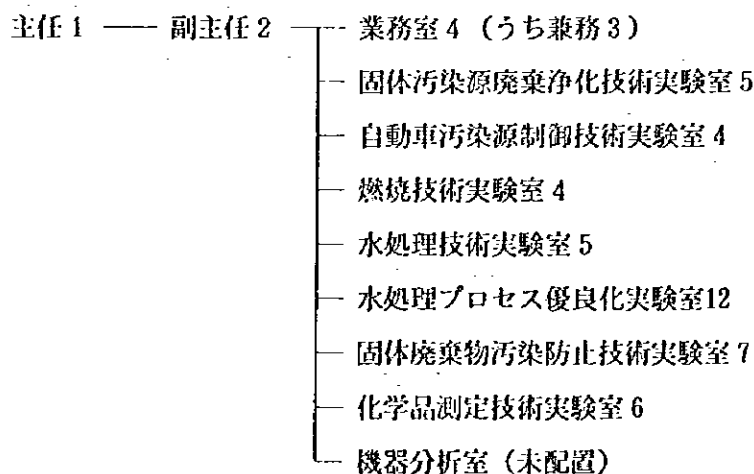 主任1 ―― 副主任2 ┬ 業務室4（うち兼務3）
固体汚染源廃棄浄化技術実験室5
自動車汚染源制御技術実験室4
燃焼技術実験室4
水処理技術実験室5
水処理プロセス優良化実験室12
固体廃棄物汚染防止技術実験室7
化学品測定技術実験室6
機器分析室（未配置）